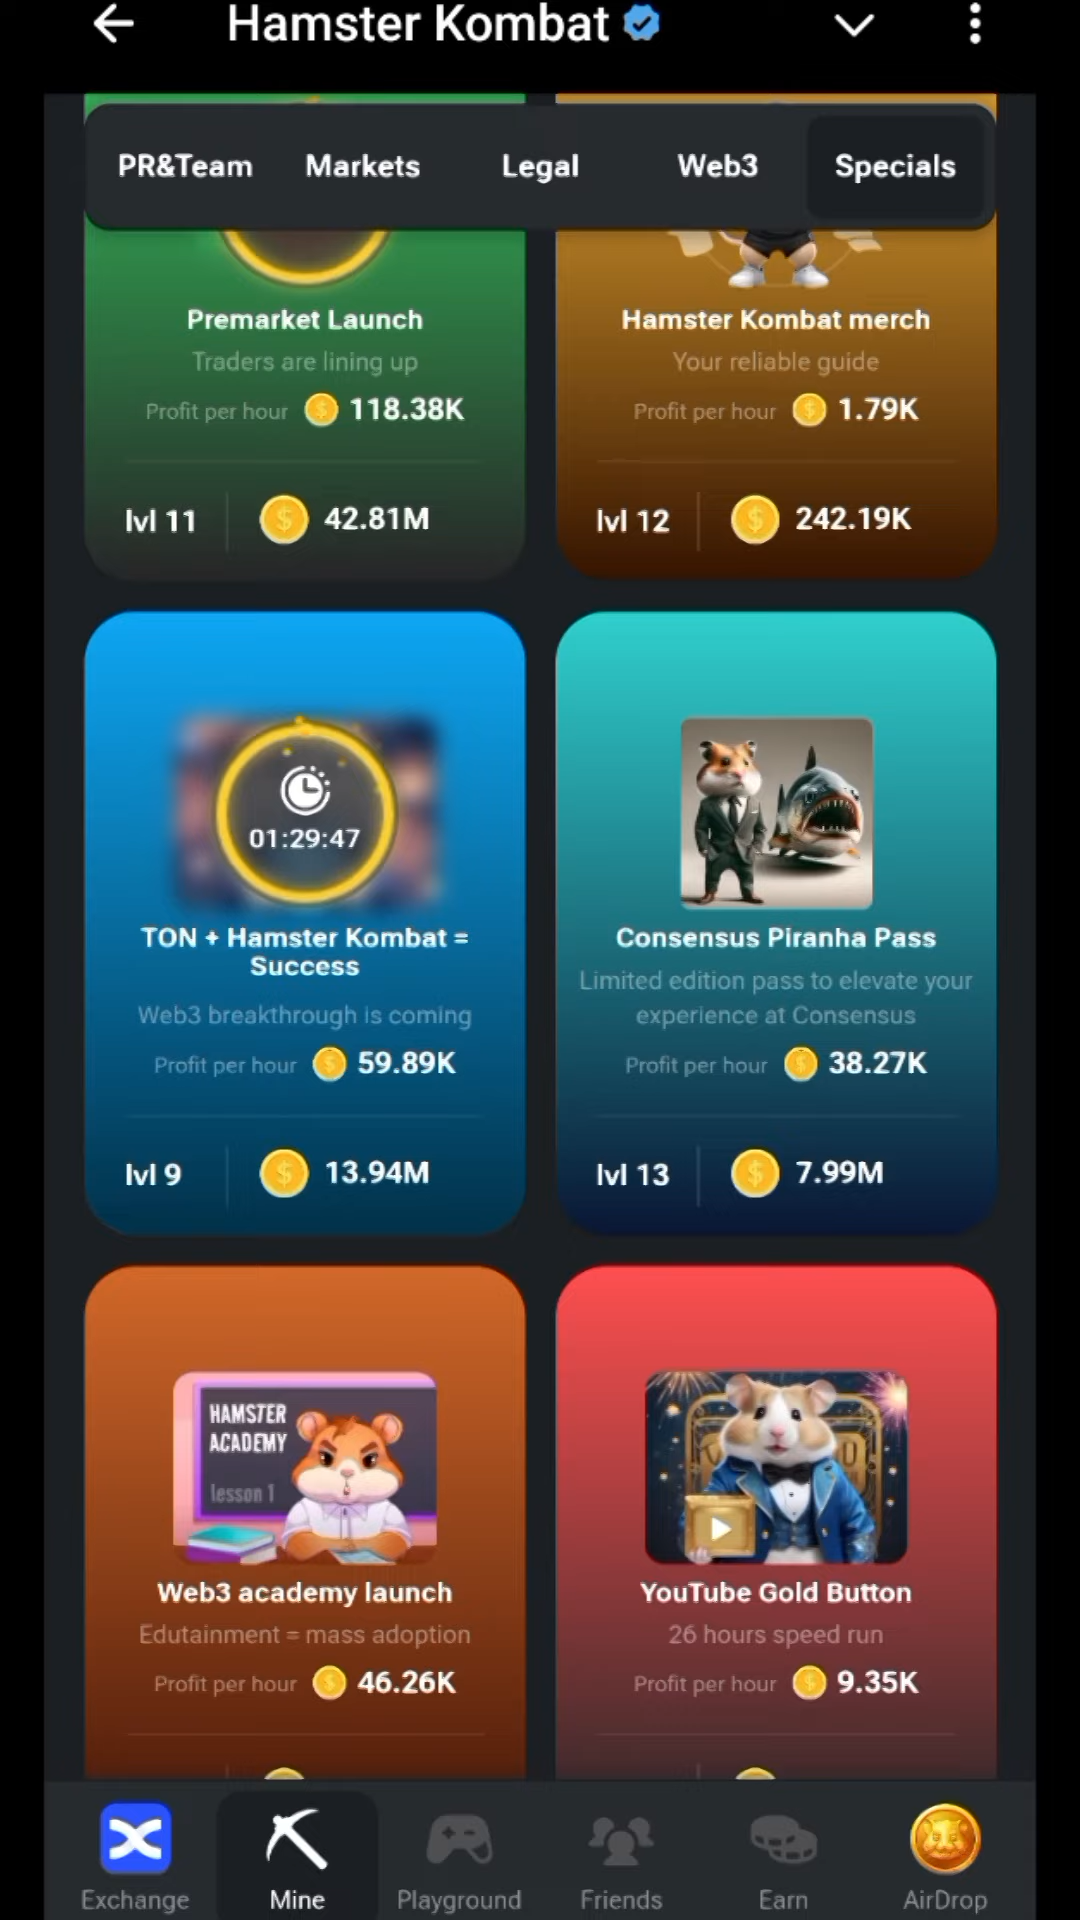 Hamster Kombat
PR&Team
Markets
Legal
Web3
Specials
Premarket Launch
Traders are lining up
Profit per hour 118.38K
lvl 11
42.81M
Hamster Kombat merch
Your reliable guide
Profit per hour 1.79K
lvl 12
242.19K
01:29:47
TON + Hamster Kombat =
Success
Web3 breakthrough is coming
Profit per hour 59.89K
lvl 9
13.94M
Consensus Piranha Pass
Limited edition pass to elevate your
experience at Consensus
Profit per hour 38.27K
lvl 13
7.99M
HAMSTER
ACADEMY
lesson 1
Web3 academy launch
Edutainment = mass adoption
Profit per hour 46.26K
YouTube Gold Button
26 hours speed run
Profit per hour 9.35K
Exchange
Mine
Playground
Friends
Earn
AirDrop